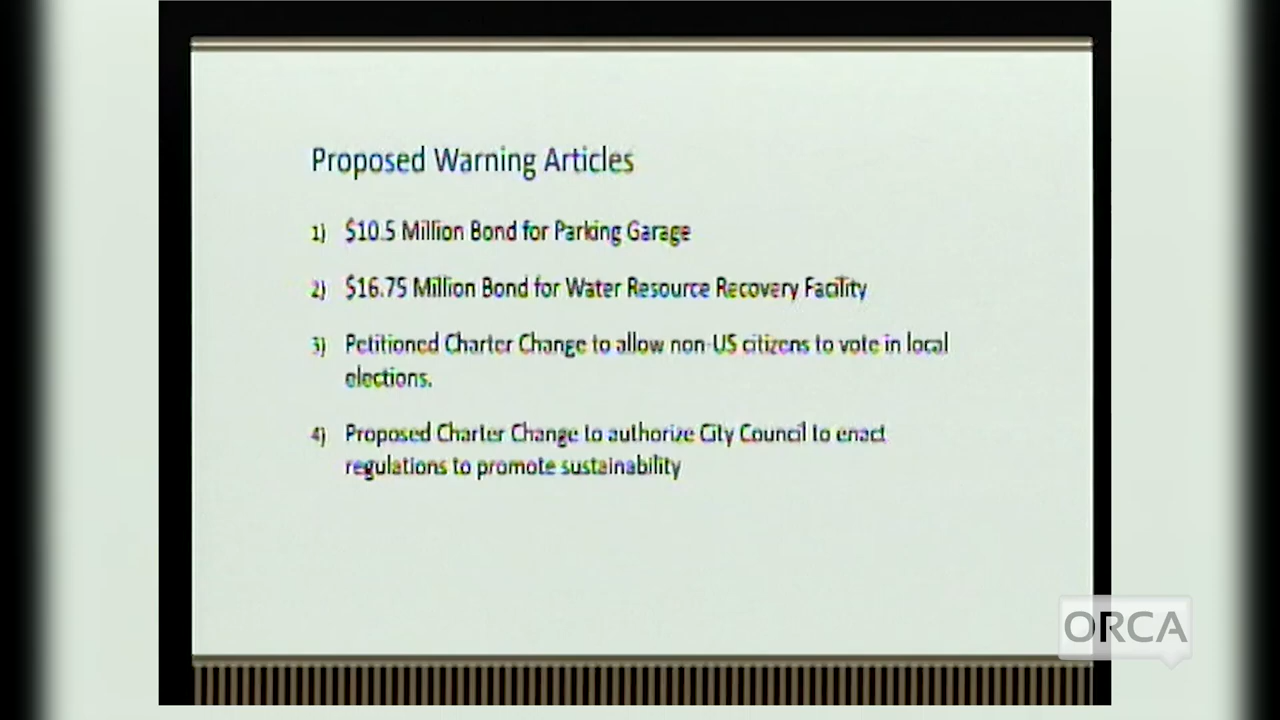 Proposed Warning Articles
1) $10.5 Million Bond for Parking Garage
2) $16.75 Million Bond for Water Resource Recovery Facility
3) Petitioned Charter Change to allow non-US citizens to vote in local
elections.
4) Proposed Charter Change to authorize City Council to enact
regulations to promote sustainability
ORCA